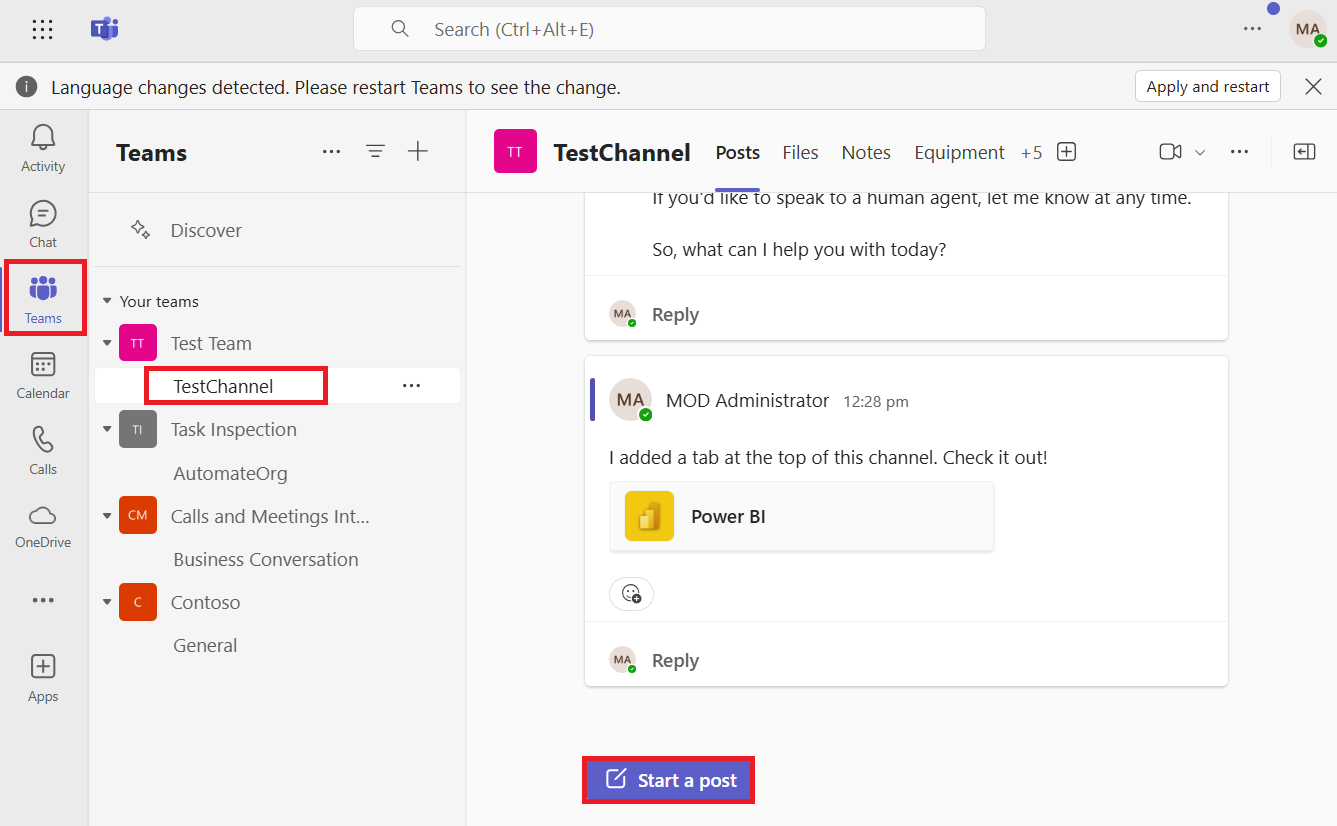 T
Search (Ctrl+Alt+E)
MA
Language changes detected. Please restart Teams to see the change.
Apply and restart
Activity
Chat
Teams
Calendar
Calls
OneDrive
Apps
Teams
Discover
Your teams
TT Test Team
TestChannel
TI Task Inspection
AutomateOrg
CM Calls and Meetings Int...
Business Conversation
C Contoso
General
TT TestChannel Posts Files Notes Equipment +5
If you'd like to speak to a human agent, let me know at any time.
So, what can I help you with today?
MA Reply
MA MOD Administrator 12:28 pm
I added a tab at the top of this channel. Check it out!
Power BI
MA Reply
Start a post